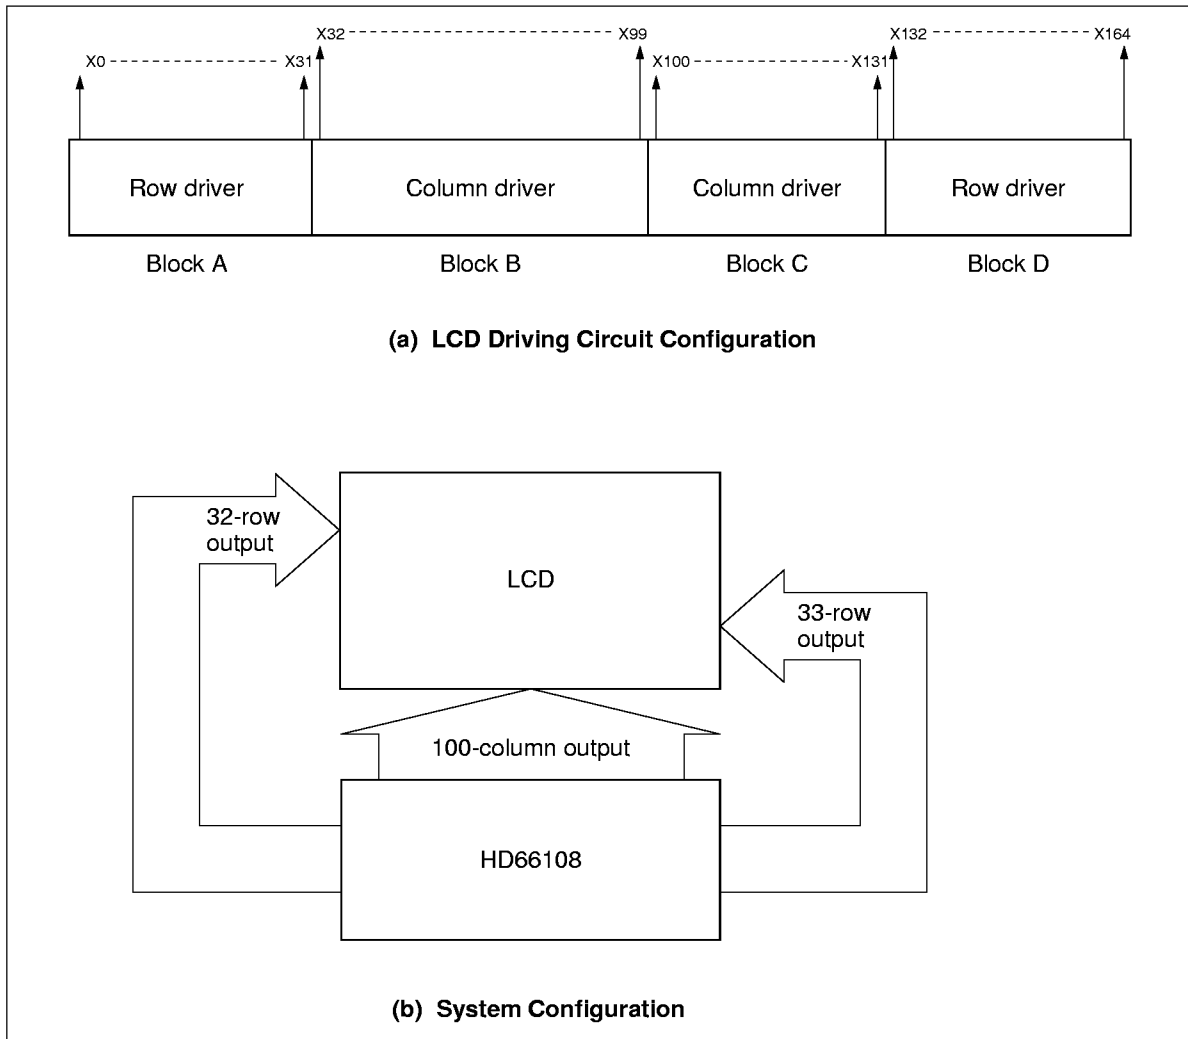 X32 X99 X132 X164
X0 X31 X100 X131
Row driver Column driver Column driver Row driver
Block A Block B Block C Block D
(a) LCD Driving Circuit Configuration
32-row
output
LCD
33-row
output
100-column output
HD66108
(b) System Configuration